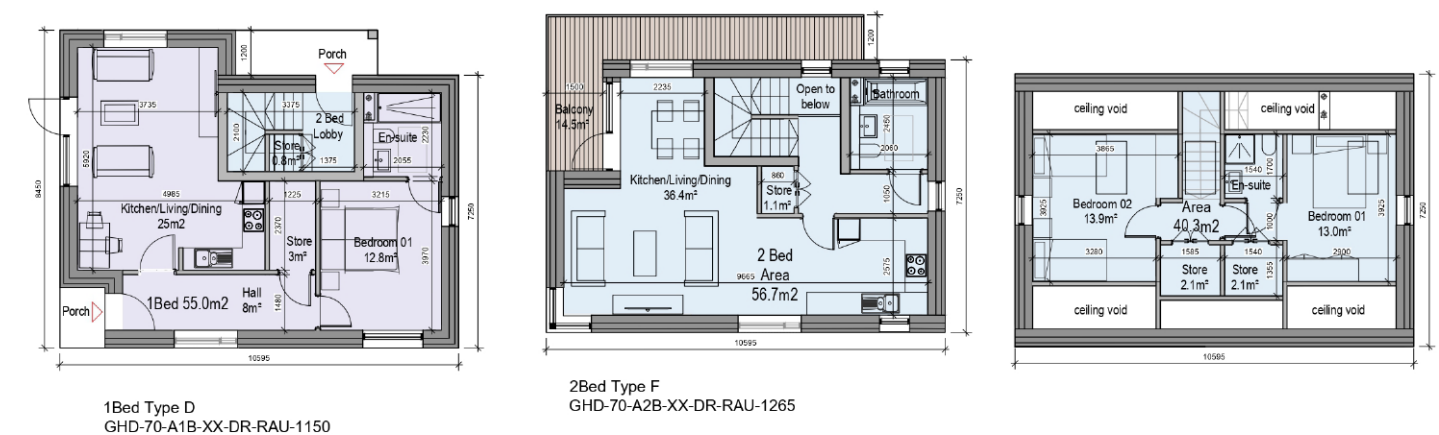 Porch
1200
3735
3375
2 Bed
Lobby
2100
En-suite
2230
Store
0.8m²
1375
2055
5920
8450
7250
4985
1225
3215
Kitchen/Living/Dining
25m2
2370
Store
3m²
Bedroom 01
12.8m²
3970
1Bed 55.0m2
Hall
8m²
1480
Porch
10595
1Bed Type D
GHD-70-A1B-XX-DR-RAU-1150
1200
1500
2235
Balcony
14.5m²
Open to
below
Bathroom
2450
2060
Kitchen/Living/Dining
36.4m²
860
Store
1.1m²
1050
7250
2 Bed
Area
56.7m2
9665
2575
10595
2Bed Type F
GHD-70-A2B-XX-DR-RAU-1265
ceiling void
ceiling void
3865
1540
1700
En-suite
3925
Bedroom 02
13.9m²
Area
40.3m2
1000
Bedroom 01
13.0m²
3925
7250
3280
1585
1540
2900
Store
2.1m²
Store
2.1m²
1355
ceiling void
ceiling void
10595